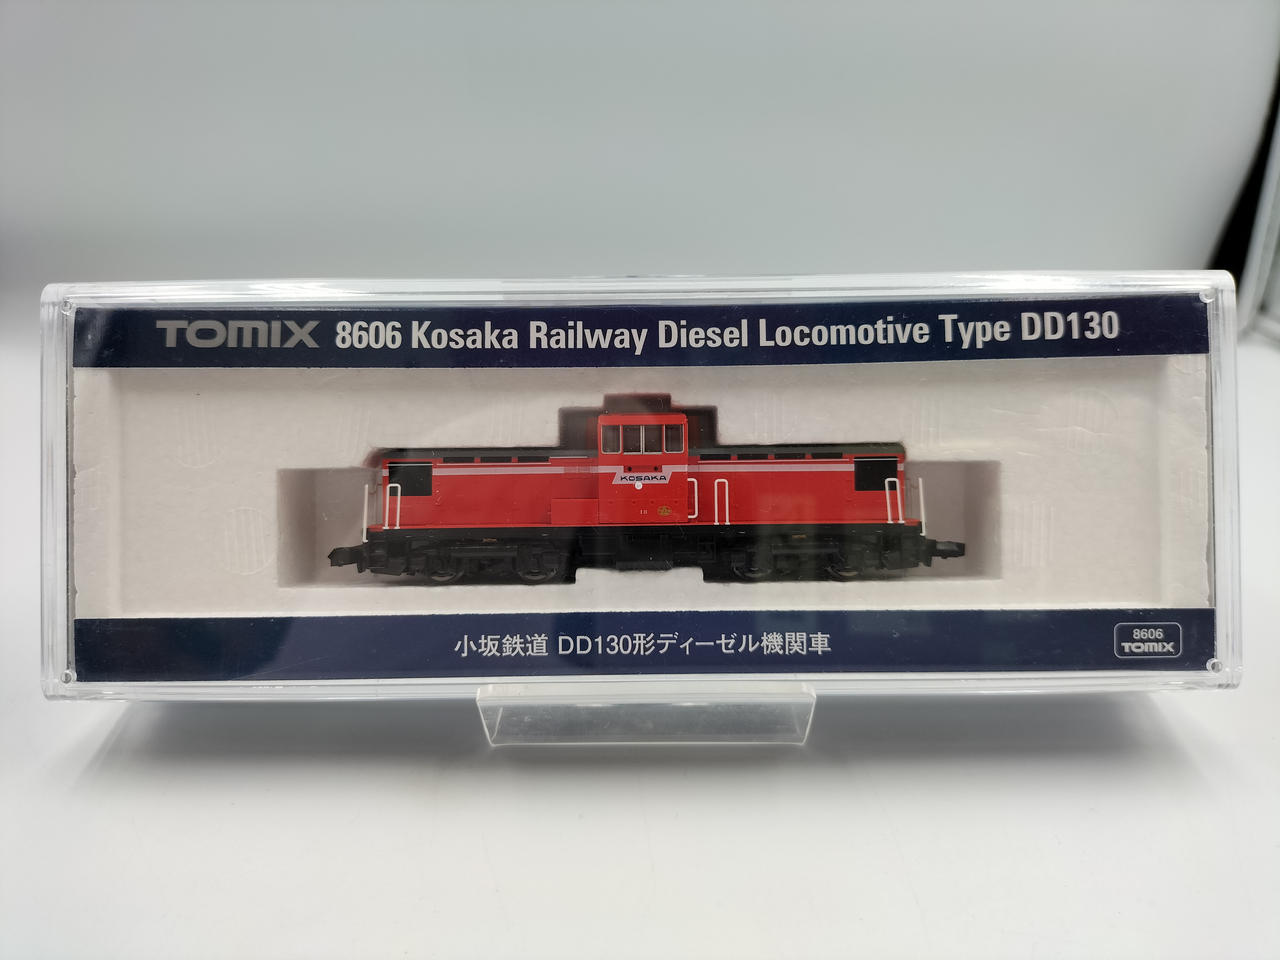 TOMIX 8606 Kosaka Railway Diesel Locomotive Type DD130
KOSAKA
小坂鉄道 DD130形ディーゼル機関車
8606
TOMIX